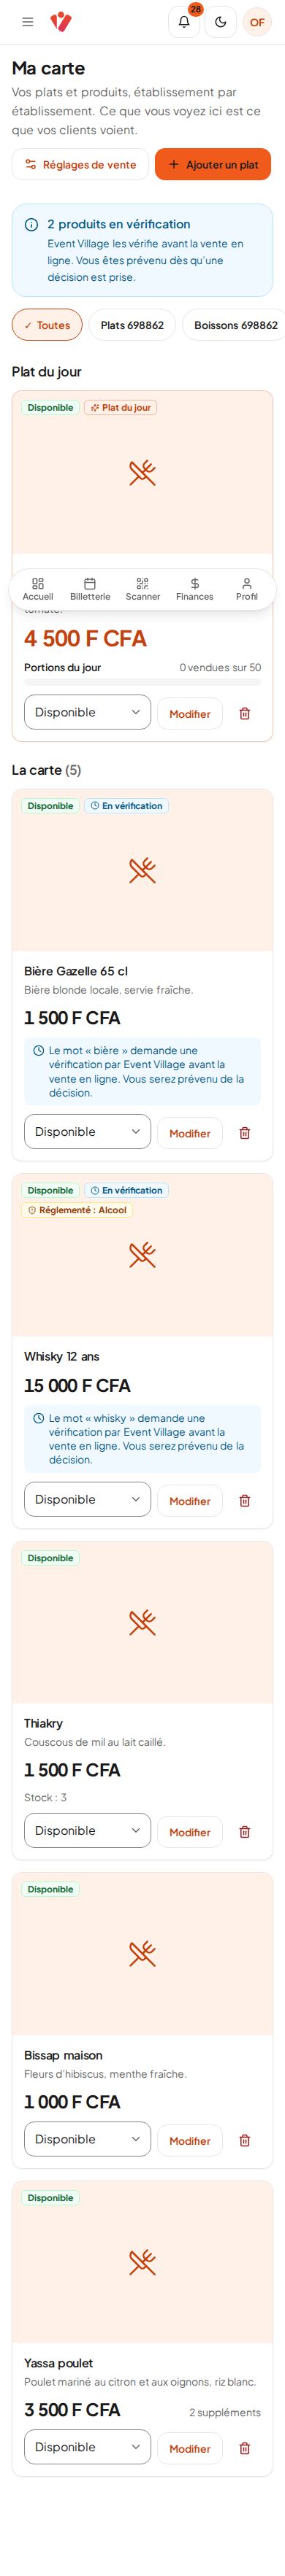 28
OF
Ma carte
Vos plats et produits, établissement par
établissement. Ce que vous voyez ici est ce
que vos clients voient.
Réglages de vente
Ajouter un plat
2 produits en vérification
Event Village les vérifie avant la vente en
ligne. Vous êtes prévenu dès qu'une
décision est prise.
✓ Toutes
Plats 698862
Boissons 698862
Plat du jour
Disponible
Plat du jour
Accueil
Billetterie
Scanner
Finances
Profil
tomate.
4 500 F CFA
Portions du jour
0 vendues sur 50
Disponible
Modifier
La carte (5)
Disponible
En vérification
Bière Gazelle 65 cl
Bière blonde locale, servie fraîche.
1 500 F CFA
Le mot « bière » demande une
vérification par Event Village avant la
vente en ligne. Vous serez prévenu de la
décision.
Disponible
Modifier
Disponible
En vérification
Réglementé : Alcool
Whisky 12 ans
15 000 F CFA
Le mot « whisky » demande une
vérification par Event Village avant la
vente en ligne. Vous serez prévenu de la
décision.
Disponible
Modifier
Disponible
Thiakry
Couscous de mil au lait caillé.
1 500 F CFA
Stock : 3
Disponible
Modifier
Disponible
Bissap maison
Fleurs d'hibiscus, menthe fraîche.
1 000 F CFA
Disponible
Modifier
Disponible
Yassa poulet
Poulet mariné au citron et aux oignons, riz blanc.
3 500 F CFA
2 suppléments
Disponible
Modifier